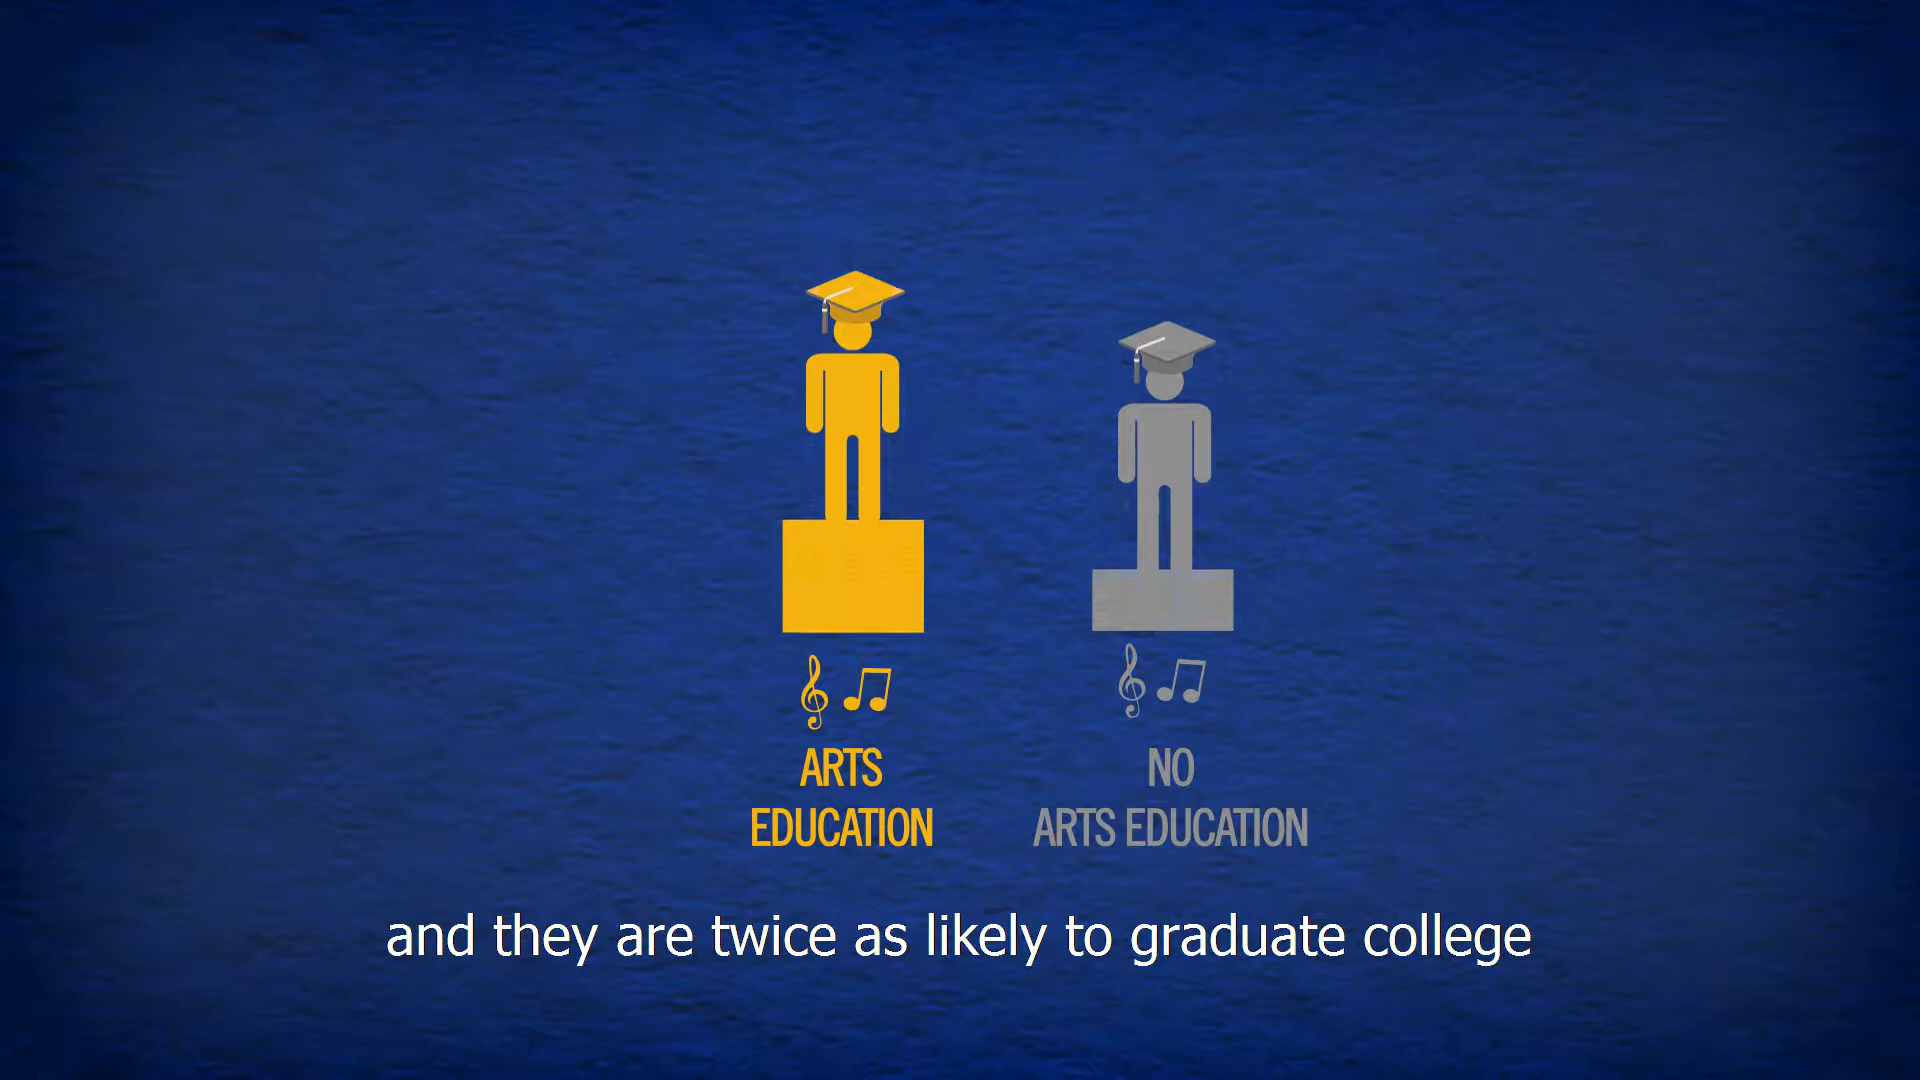 ARTS
EDUCATION
NO
ARTS EDUCATION
and they are twice as likely to graduate college